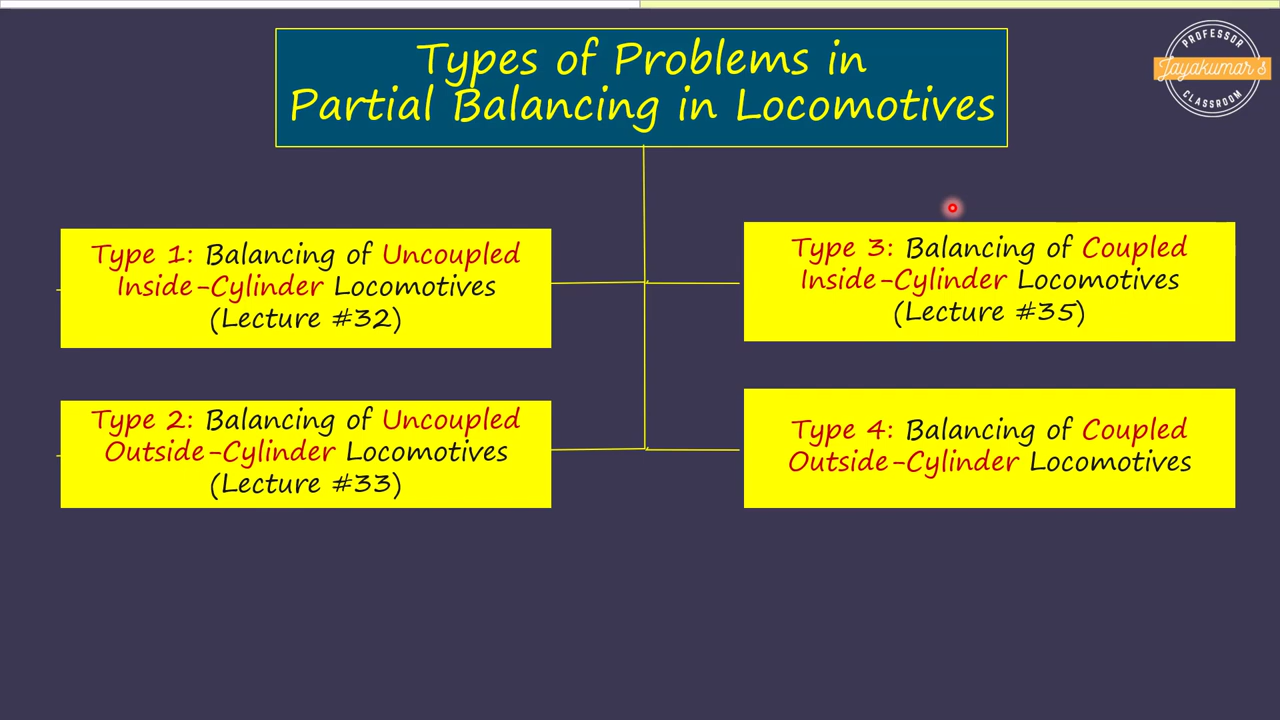 Types of Problems in
Partial Balancing in Locomotives
PROFESSOR
Jayakumar's
CLASSROOM
Type 1: Balancing of Uncoupled
Inside-Cylinder Locomotives
(Lecture #32)
Type 2: Balancing of Uncoupled
Outside-Cylinder Locomotives
(Lecture #33)
Type 3: Balancing of Coupled
Inside-Cylinder Locomotives
(Lecture #35)
Type 4: Balancing of Coupled
Outside-Cylinder Locomotives